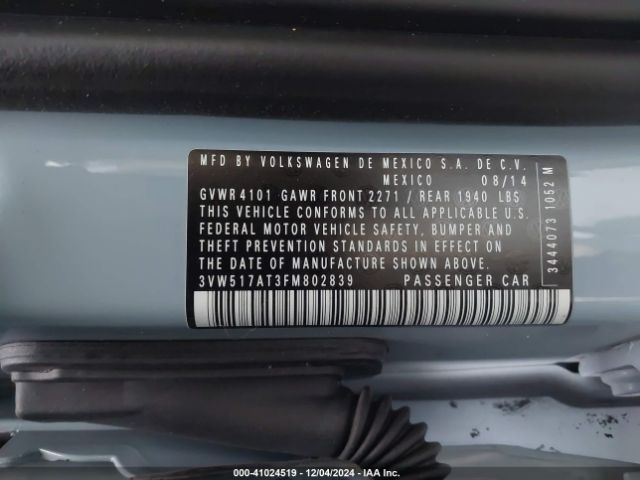 MFD BY VOLKSWAGEN DE MEXICO S.A. DE C.V.
MEXICO 08/14
GVWR 4101 GAWR FRONT 2271 / REAR 1940 LBS
THIS VEHICLE CONFORMS TO ALL APPLICABLE U.S.
FEDERAL MOTOR VEHICLE SAFETY, BUMPER AND
THEFT PREVENTION STANDARDS IN EFFECT ON
THE DATE OF MANUFACTURE SHOWN ABOVE.
3VW517AT3FM802839 PASSENGER CAR
3444073 1052 M
000-41024519 - 12/04/2024 - IAA Inc.